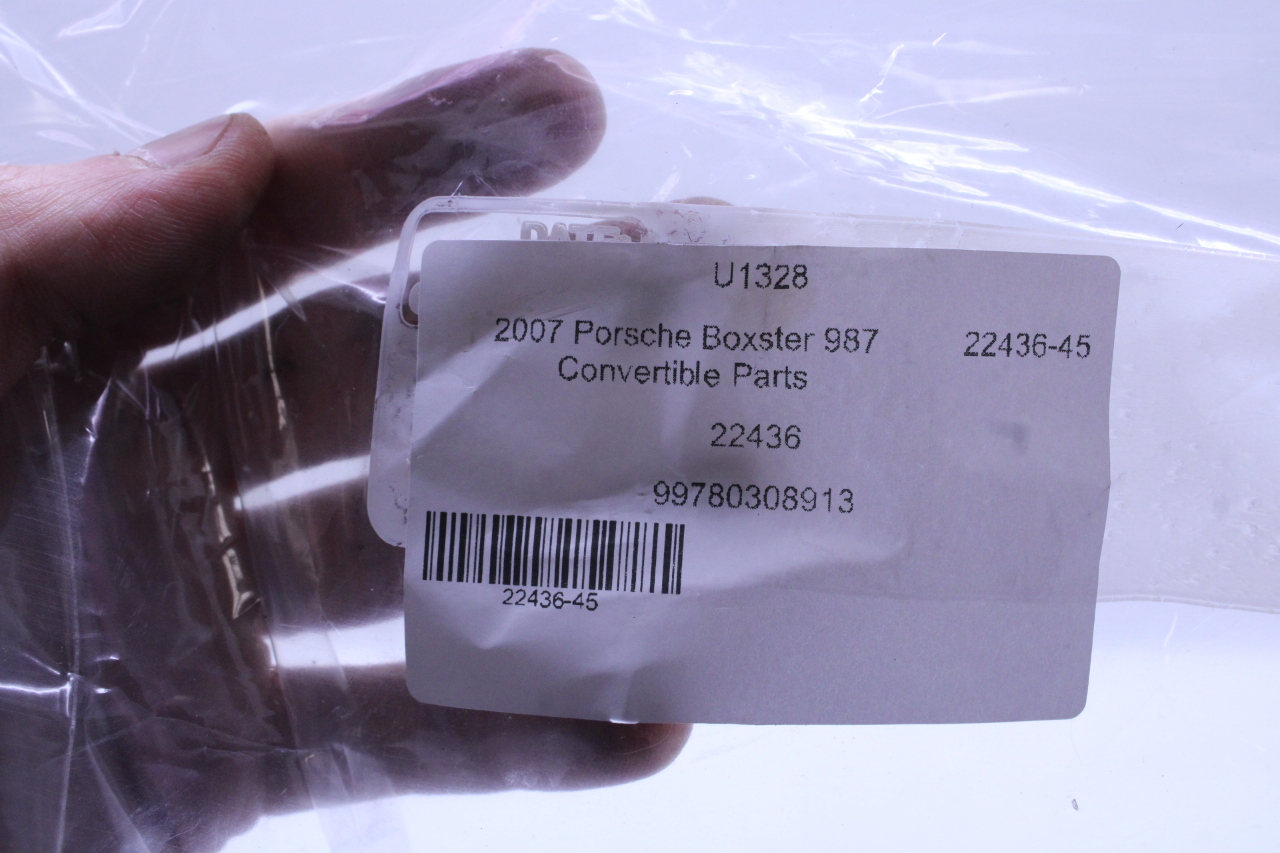 U1328
2007 Porsche Boxster 987
Convertible Parts
22436-45
22436
99780308913
22436-45